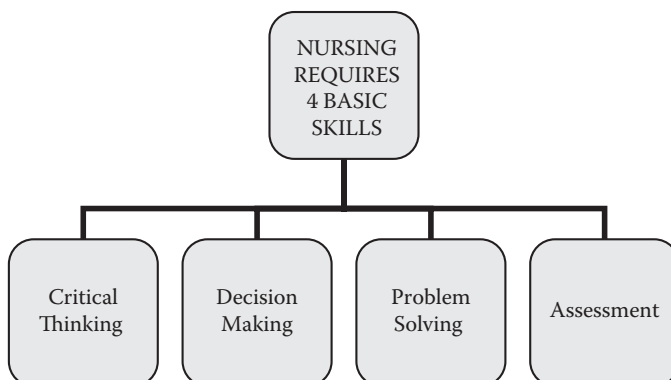 NURSING
REQUIRES
4 BASIC
SKILLS
Critical
Thinking
Decision
Making
Problem
Solving
Assessment